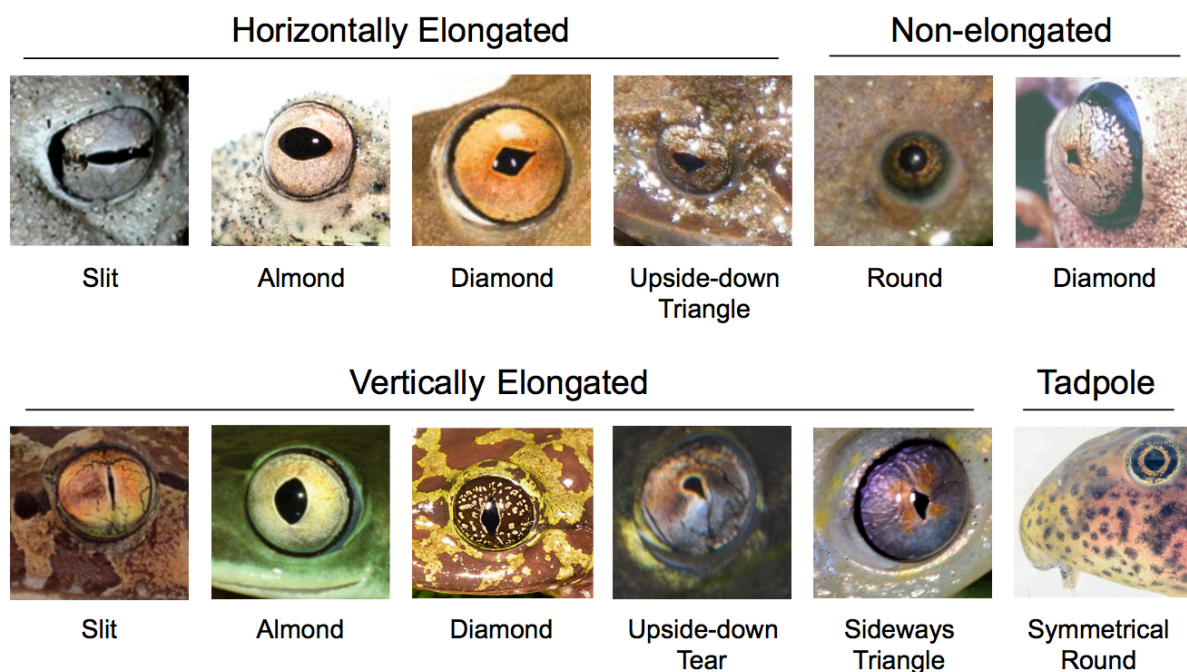 Horizontally Elongated
Non-elongated
Slit
Almond
Diamond
Upside-down
Triangle
Round
Diamond
Vertically Elongated
Tadpole
Slit
Almond
Diamond
Upside-down
Tear
Sideways
Triangle
Symmetrical
Round